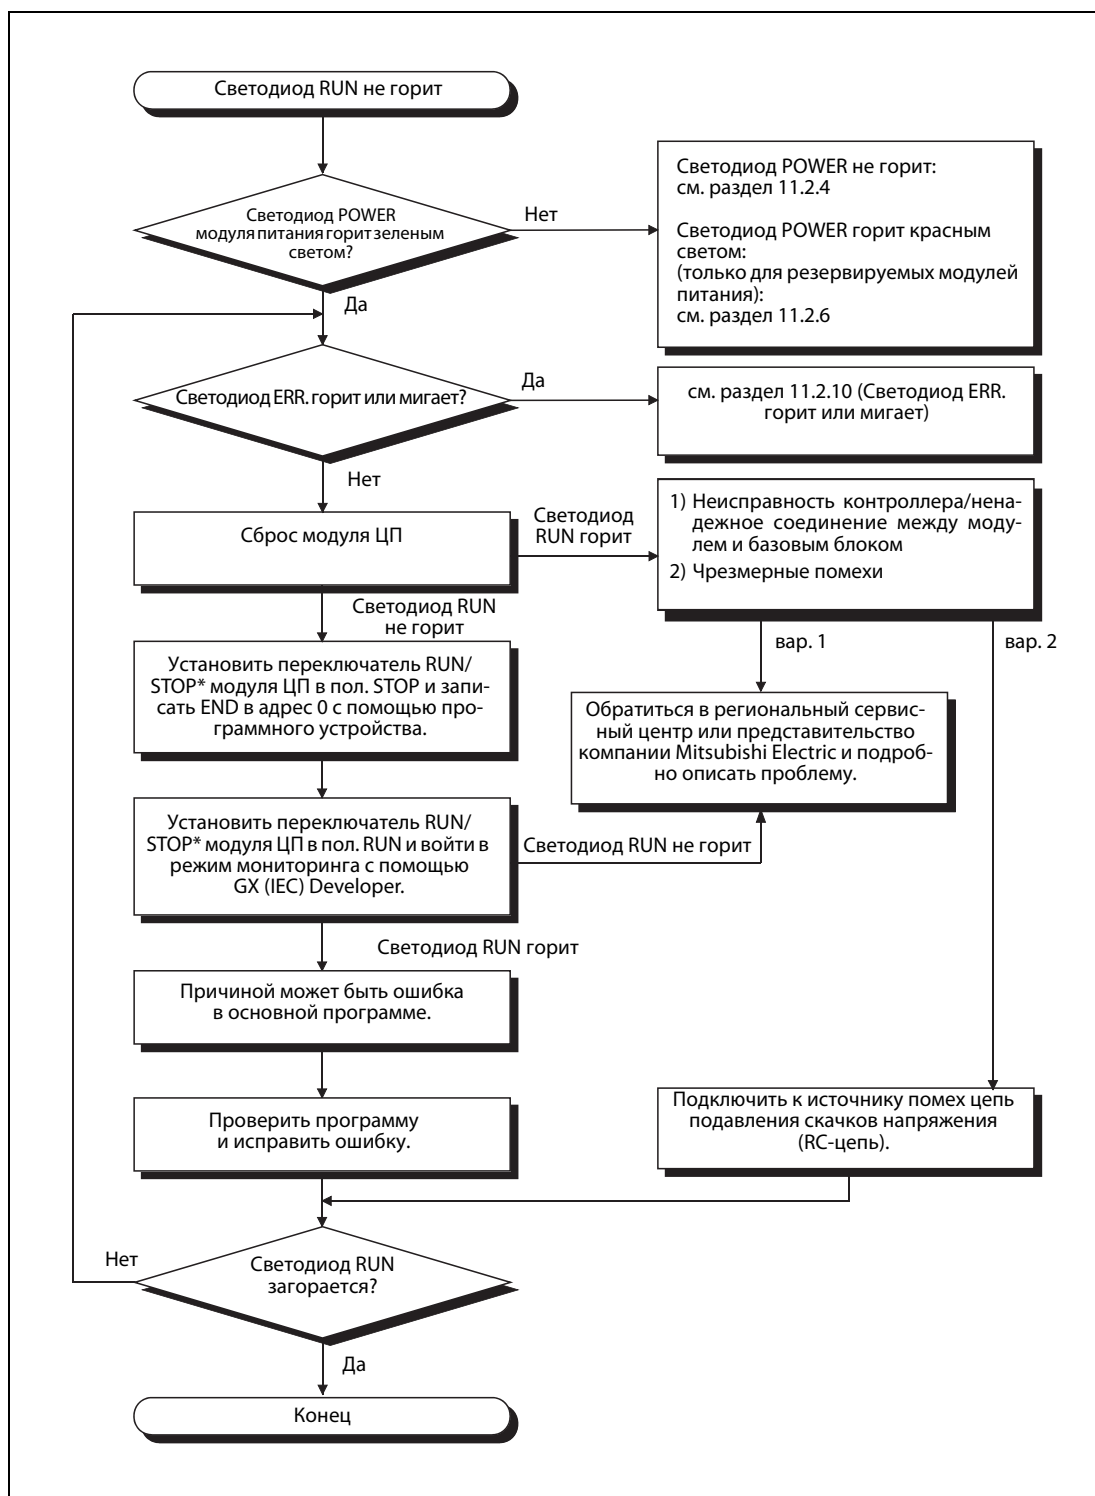 Светодиод RUN не горит
Светодиод POWER
модуля питания горит зеленым
светом?
Нет
Светодиод POWER не горит:
см. раздел 11.2.4
Светодиод POWER горит красным
светом:
(только для резервируемых модулей
питания):
см. раздел 11.2.6
Да
Светодиод ERR. горит или мигает?
Да
см. раздел 11.2.10 (Светодиод ERR.
горит или мигает)
Нет
Сброс модуля ЦП
Светодиод
RUN горит
1) Неисправность контроллера/нена-
дежное соединение между моду-
лем и базовым блоком
2) Чрезмерные помехи
Светодиод RUN
не горит
вар. 1
вар. 2
Установить переключатель RUN/
STOP* модуля ЦП в пол. STOP и запи-
сать END в адрес 0 с помощью про-
граммного устройства.
Обратиться в региональный сервис-
ный центр или представительство
компании Mitsubishi Electric и подроб-
но описать проблему.
Установить переключатель RUN/
STOP* модуля ЦП в пол. RUN и войти в
режим мониторинга с помощью
GX (IEC) Developer.
Светодиод RUN не горит
Светодиод RUN горит
Причиной может быть ошибка
в основной программе.
Проверить программу
и исправить ошибку.
Подключить к источнику помех цепь
подавления скачков напряжения
(RC-цепь).
Нет
Светодиод RUN
загорается?
Да
Конец